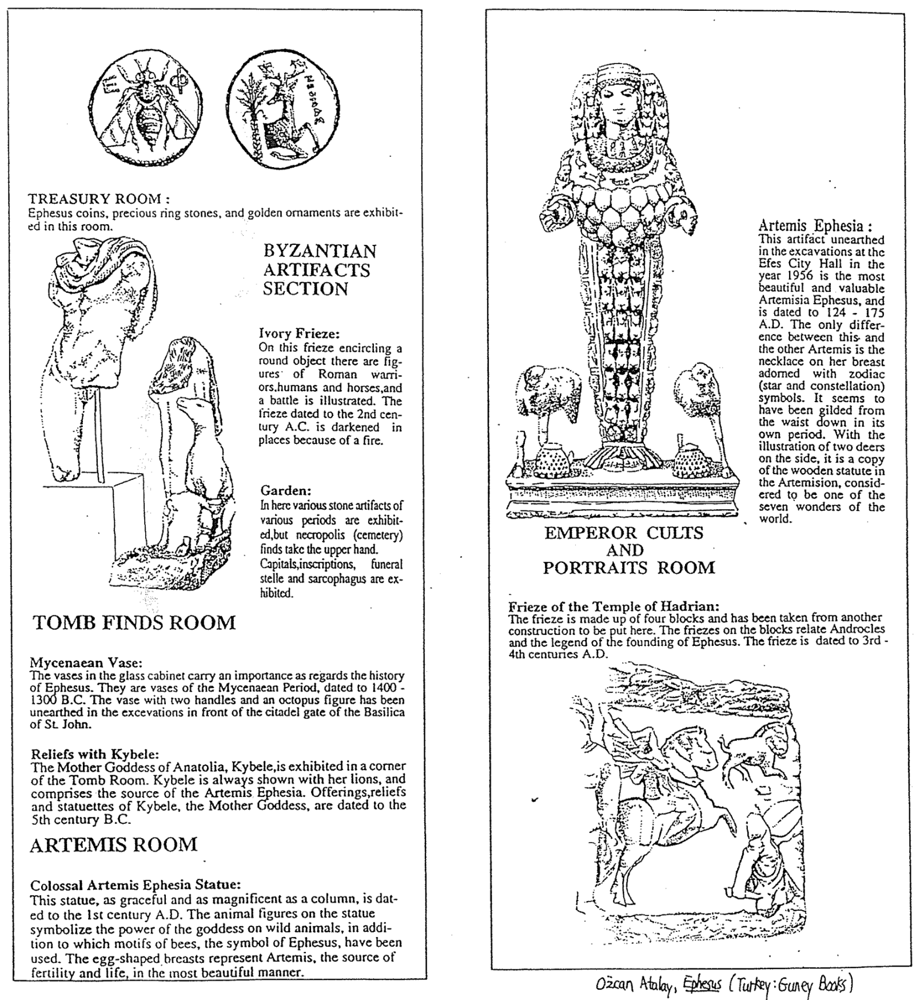 TREASURY ROOM :
Ephesus coins, precious ring stones, and golden ornaments are exhibit-
ed in this room.
BYZANTIAN
ARTIFACTS
SECTION
Ivory Frieze:
On this frieze encircling a
round object there are fig-
ures of Roman warri-
ors,humans and horses,and
a battle is illustrated. The
frieze dated to the 2nd cen-
tury A.C. is darkened in
places because of a fire.
Garden:
In here various stone artifacts of
various periods are exhibit-
ed,but necropolis (cemetery)
finds take the upper hand.
Capitals,inscriptions, funeral
stelle and sarcophagus are ex-
hibited.
TOMB FINDS ROOM
Mycenaean Vase:
The vases in the glass cabinet carry an importance as regards the history
of Ephesus. They are vases of the Mycenaean Period, dated to 1400 -
1300 B.C. The vase with two handles and an octopus figure has been
unearthed in the excevations in front of the citadel gate of the Basilica
of St. John.
Reliefs with Kybele:
The Mother Goddess of Anatolia, Kybele,is exhibited in a corner
of the Tomb Room. Kybele is always shown with her lions, and
comprises the source of the Artemis Ephesia. Offerings,reliefs
and statuettes of Kybele, the Mother Goddess, are dated to the
5th century B.C.
ARTEMIS ROOM
Colossal Artemis Ephesia Statue:
This statue, as graceful and as magnificent as a column, is dat-
ed to the 1st century A.D. The animal figures on the statue
symbolize the power of the goddess on wild animals, in addi-
tion to which motifs of bees, the symbol of Ephesus, have been
used. The egg-shaped breasts represent Artemis, the source of
fertility and life, in the most beautiful manner.
Artemis Ephesia :
This artifact unearthed
in the excavations at the
Efes City Hall in the
year 1956 is the most
beautiful and valuable
Artemisia Ephesus, and
is dated to 124 - 175
A.D. The only differ-
ence between this and
the other Artemis is the
necklace on her breast
adorned with zodiac
(star and constellation)
symbols. It seems to
have been gilded from
the waist down in its
own period. With the
illustration of two deers
on the side, it is a copy
of the wooden statute in
the Artemision, consid-
ered to be one of the
seven wonders of the
world.
EMPEROR CULTS
AND
PORTRAITS ROOM
Frieze of the Temple of Hadrian:
The frieze is made up of four blocks and has been taken from another
construction to be put here. The friezes on the blocks relate Androcles
and the legend of the founding of Ephesus. The frieze is dated to 3rd -
4th centuries A.D.
Ozcan Atalay, Ephesus (Turkey: Guney Books)